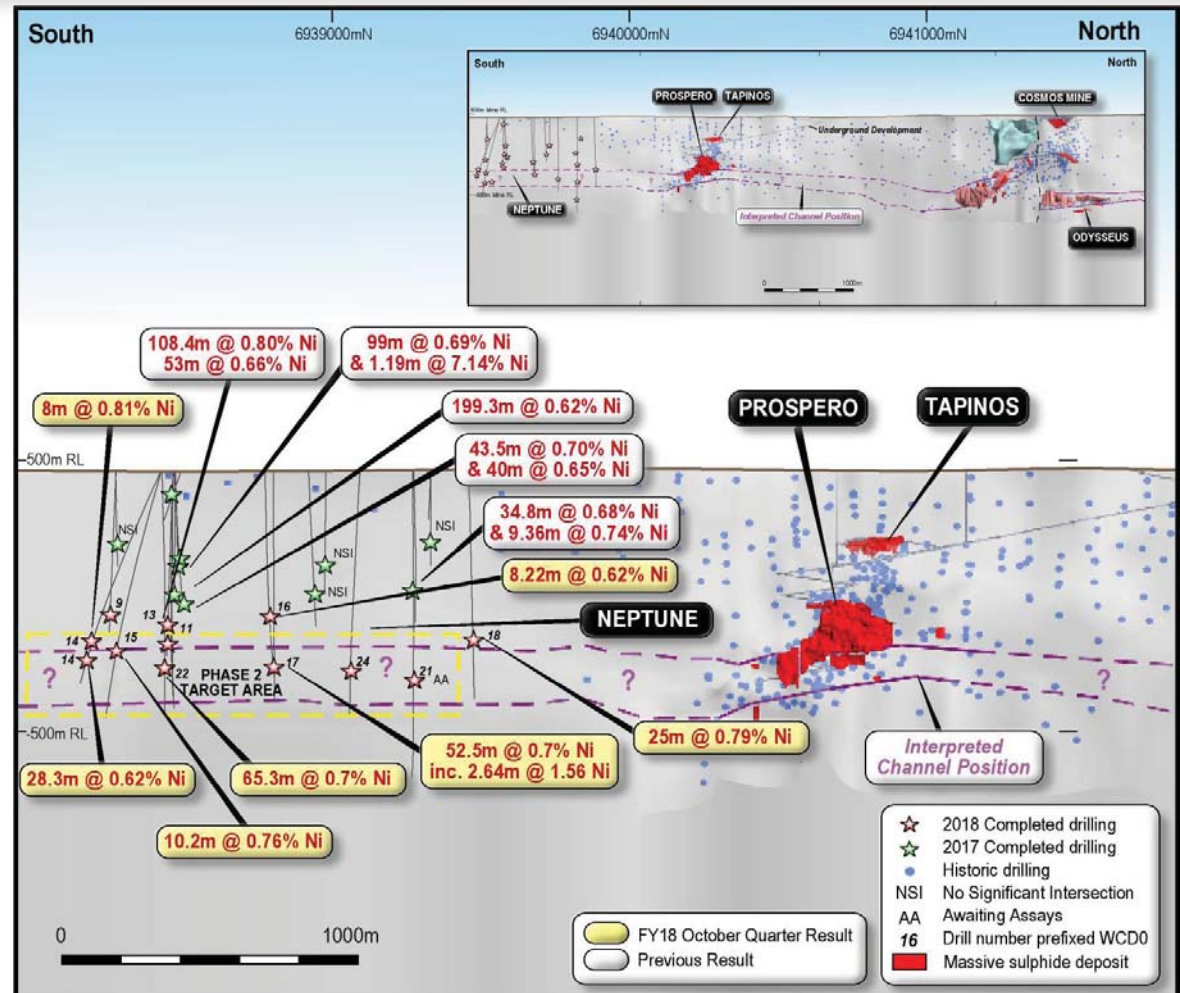 South
6939000mN
6940000mN
6941000mN
North
South
North
PROSPERO
TAPINOS
COSMOS MINE
Underground Development
NEPTUNE
Interpreted Channel Position
ODYSSEUS
0
1000m
108.4m @ 0.80% Ni
53m @ 0.66% Ni
99m @ 0.69% Ni
& 1.19m @ 7.14% Ni
8m @ 0.81% Ni
199.3m @ 0.62% Ni
PROSPERO
TAPINOS
43.5m @ 0.70% Ni
& 40m @ 0.65% Ni
500m RL
34.8m @ 0.68% Ni
& 9.36m @ 0.74% Ni
NSI
NSI
NSI
NSI
8.22m @ 0.62% Ni
NEPTUNE
9
13
16
14
11
15
18
14
22
17
24
21 AA
?
?
?
?
PHASE 2
TARGET AREA
-500m RL
25m @ 0.79% Ni
52.5m @ 0.7% Ni
inc. 2.64m @ 1.56 Ni
28.3m @ 0.62% Ni
65.3m @ 0.7% Ni
10.2m @ 0.76% Ni
Interpreted
Channel Position
2018 Completed drilling
2017 Completed drilling
Historic drilling
NSI No Significant Intersection
AA Awaiting Assays
16 Drill number prefixed WCD0
Massive sulphide deposit
0
1000m
FY18 October Quarter Result
Previous Result